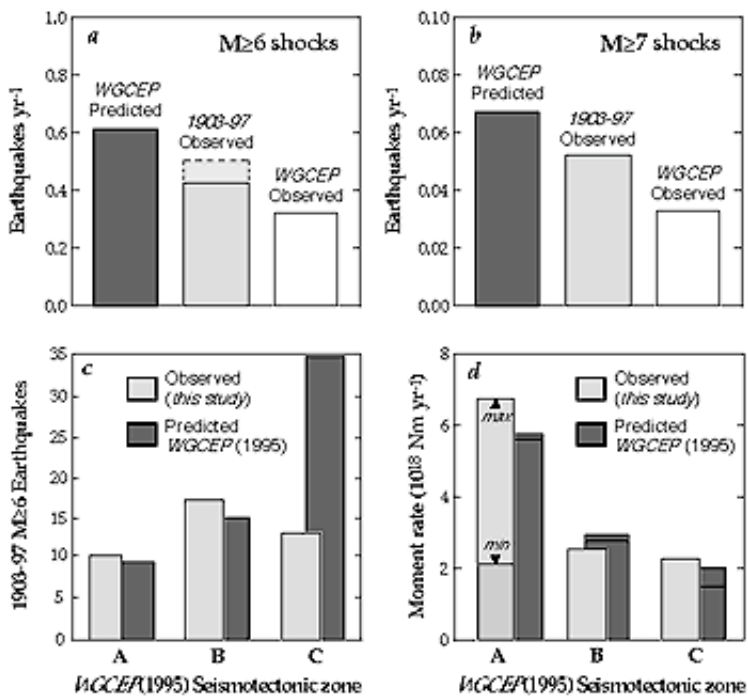 a
M≥6 shocks
1.0
0.8
0.6
0.4
0.2
0.0
Earthquakes yr-1
WGCEP
Predicted
1903-97
Observed
WGCEP
Observed
b
M≥7 shocks
0.10
0.08
0.06
0.04
0.02
0.00
Earthquakes yr-1
WGCEP
Predicted
1903-97
Observed
WGCEP
Observed
c
35
30
25
20
15
10
5
0
1903-97 M≥6 Earthquakes
Observed
(this study)
Predicted
WGCEP (1995)
A B C
WGCEP(1995) Seismotectonic zone
d
8
6
4
2
0
Moment rate (10¹⁸ Nm yr-¹)
Observed
(this study)
Predicted
WGCEP (1995)
max
min
A B C
WGCEP(1995) Seismotectonic zone